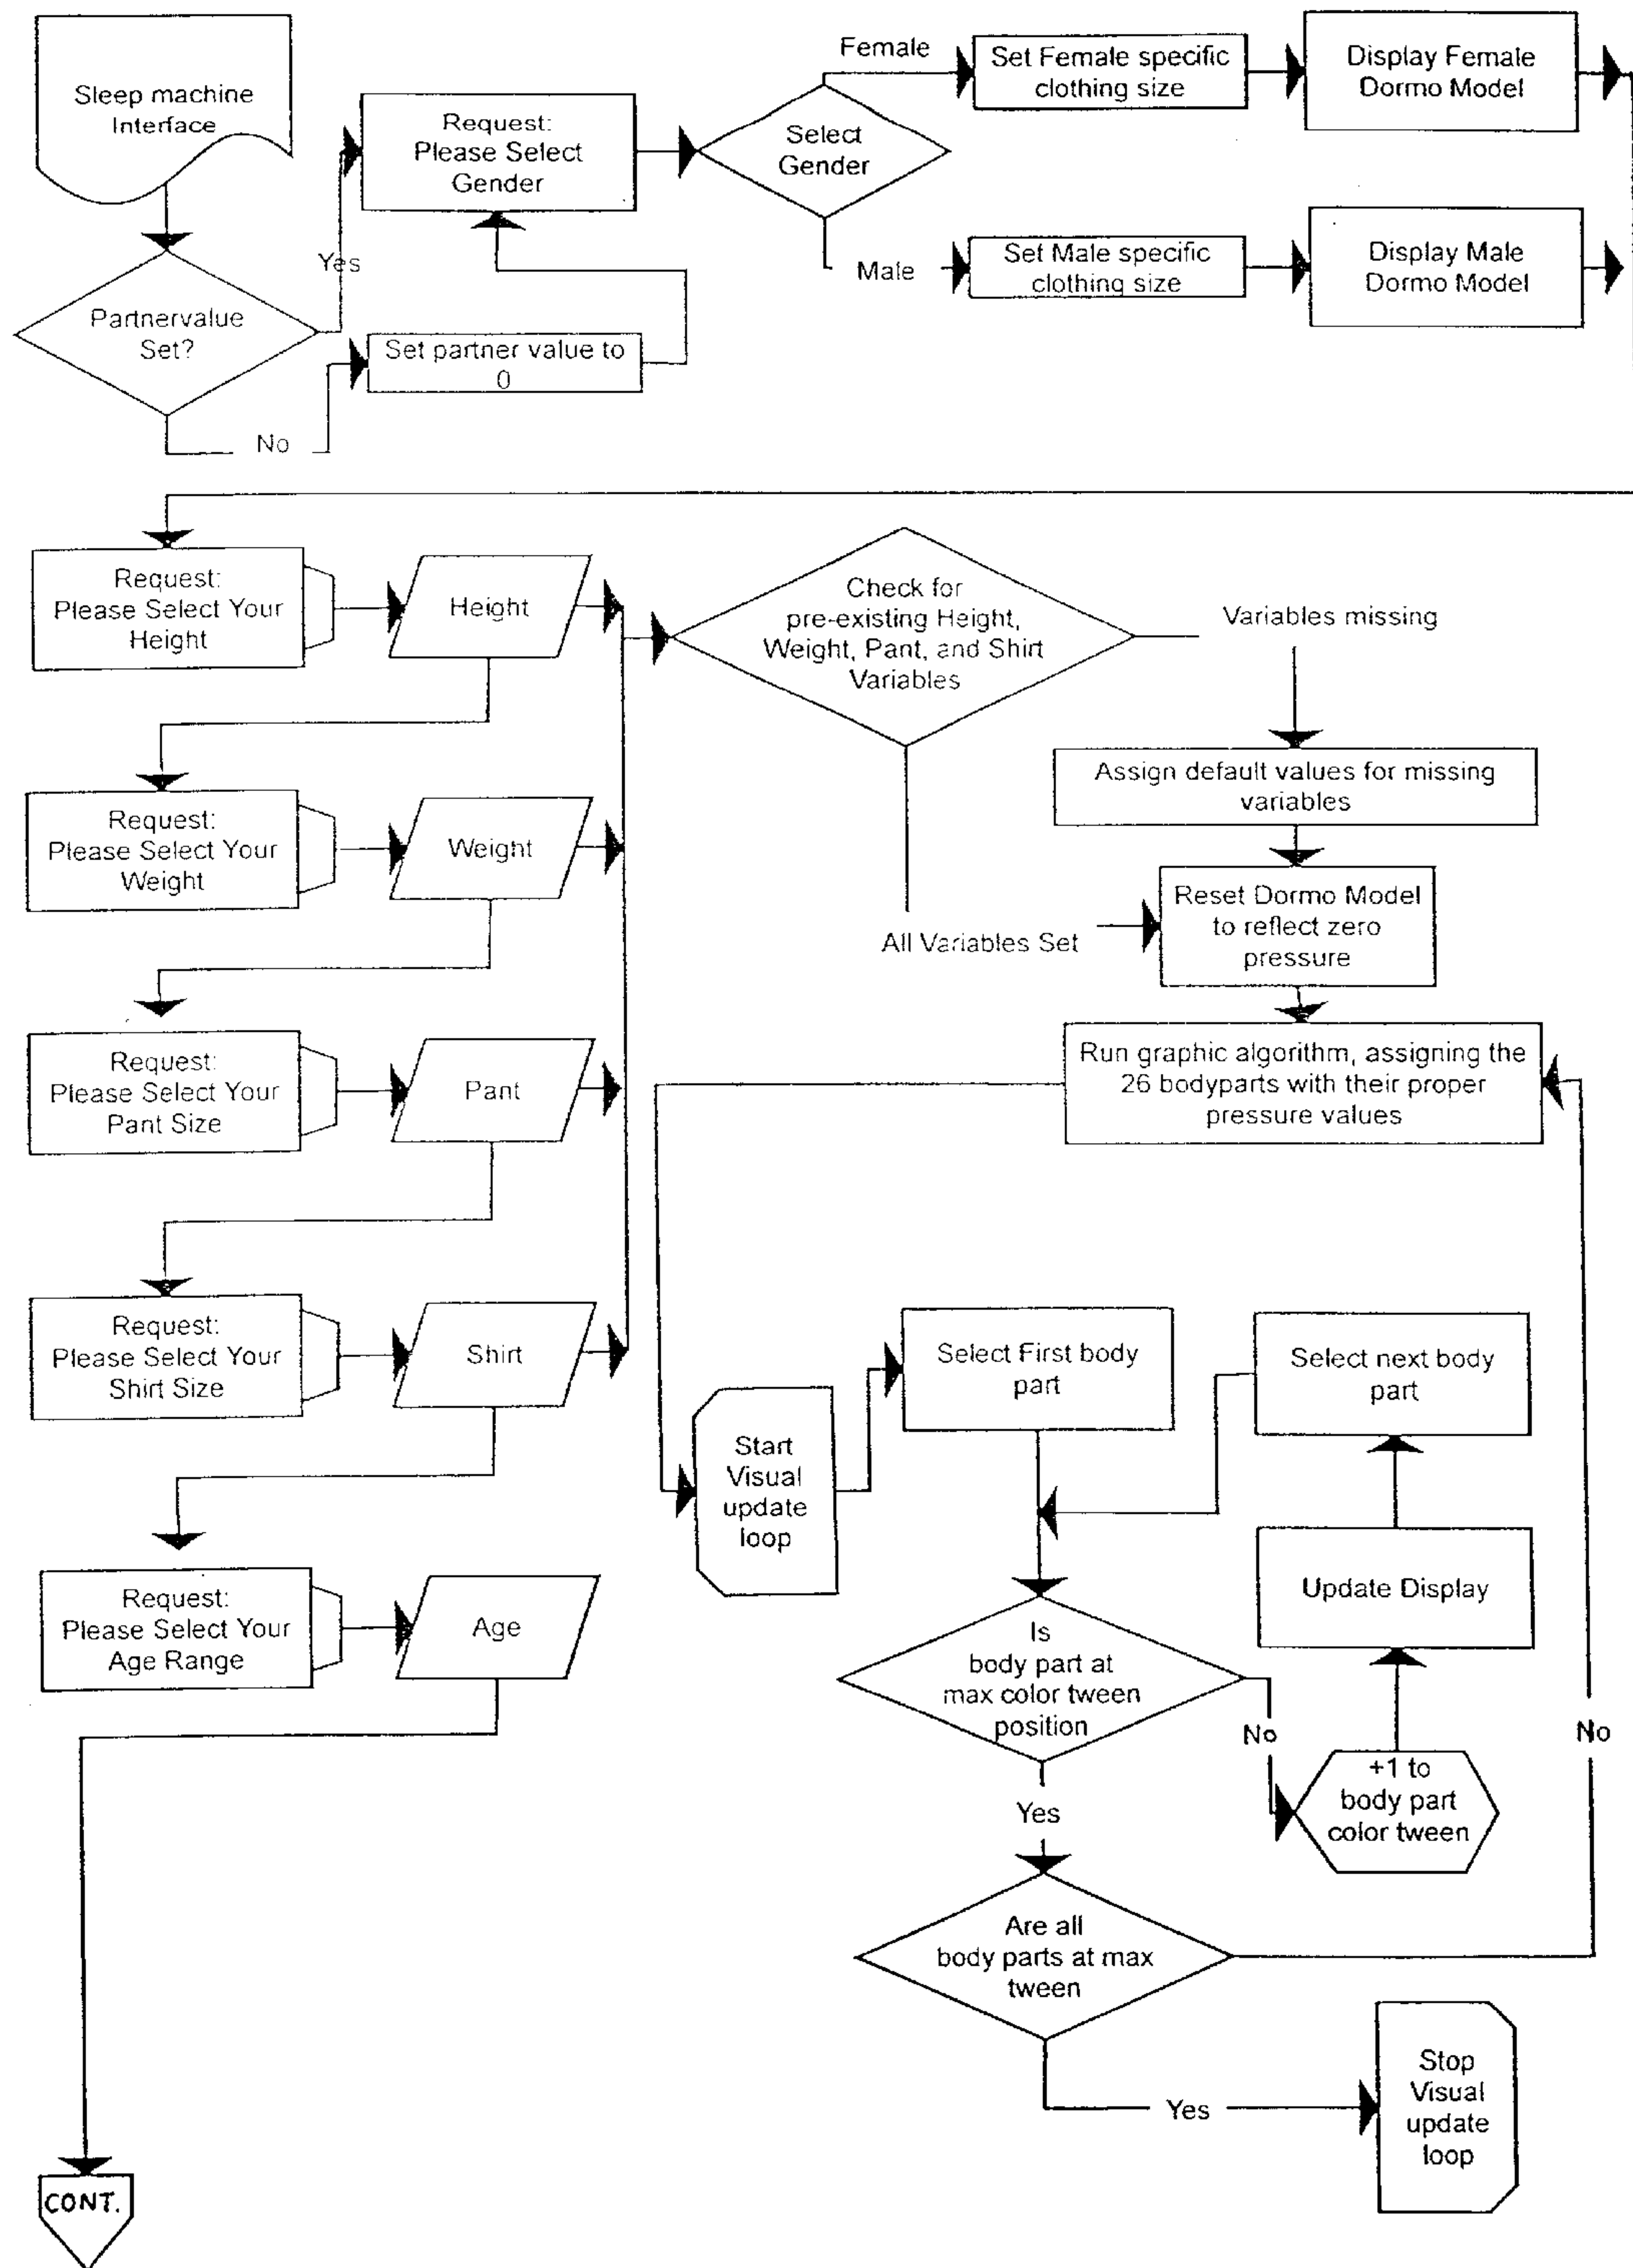 Sleep machine
Interface
Request:
Please Select
Gender
Select
Gender
Female
Set Female specific
clothing size
Display Female
Dormo Model
Male
Set Male specific
clothing size
Display Male
Dormo Model
Yes
Partnervalue
Set?
Set partner value to
0
No
Request:
Please Select Your
Height
Height
Check for
pre-existing Height,
Weight, Pant, and Shirt
Variables
Variables missing
Assign default values for missing
variables
Request:
Please Select Your
Weight
Weight
All Variables Set
Reset Dormo Model
to reflect zero
pressure
Request:
Please Select Your
Pant Size
Pant
Run graphic algorithm, assigning the
26 bodyparts with their proper
pressure values
Request:
Please Select Your
Shirt Size
Shirt
Start
Visual
update
loop
Select First body
part
Select next body
part
Update Display
Request:
Please Select Your
Age Range
Age
Is
body part at
max color tween
position
No
+1 to
body part
color tween
No
Yes
Are all
body parts at max
tween
Yes
Stop
Visual
update
loop
CONT.